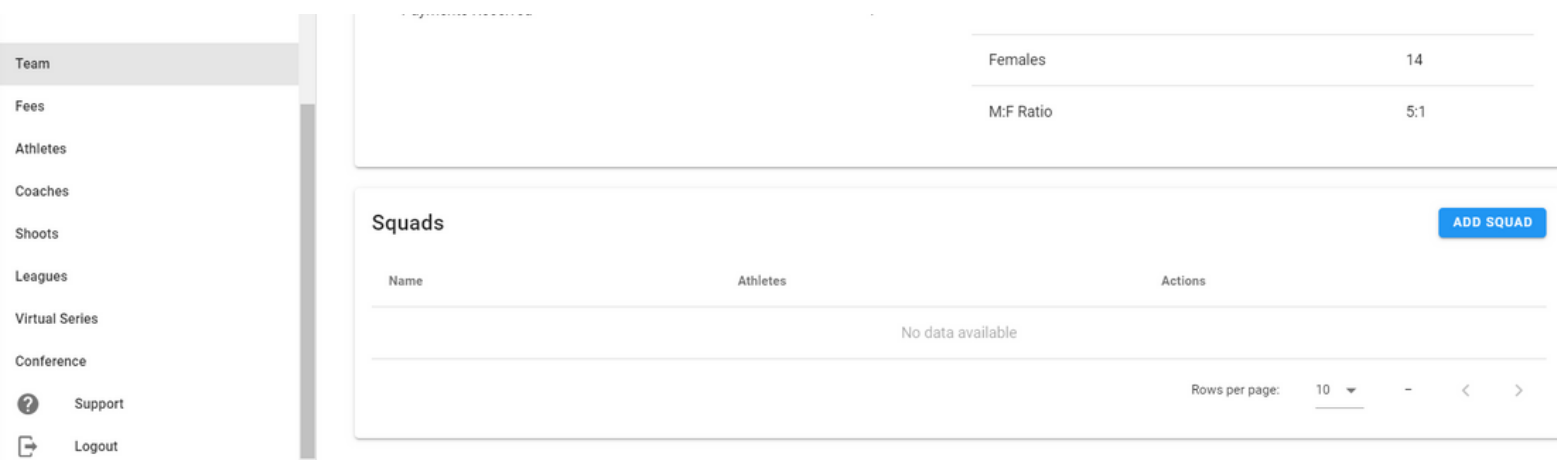 Team
Fees
Athletes
Coaches
Shoots
Leagues
Virtual Series
Conference
Support
Logout
Females 14
M:F Ratio 5:1
Squads
ADD SQUAD
Name Athletes Actions
No data available
Rows per page: 10 –